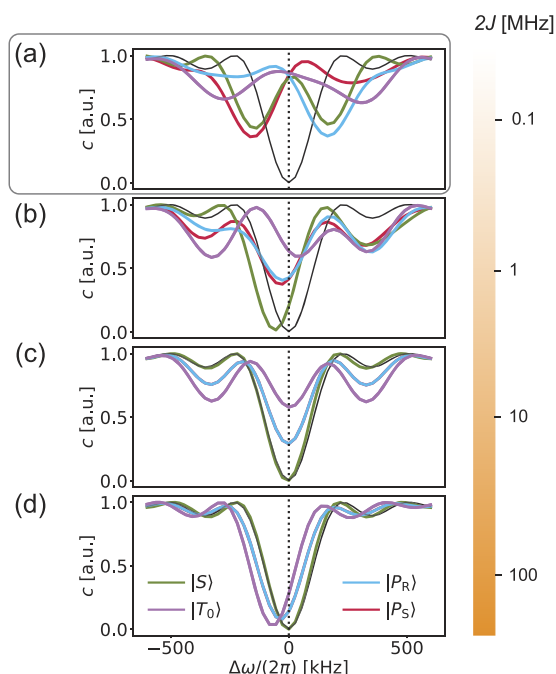 2J [MHz]
(a)
1.0
0.5
0.0
c [a.u.]
0.1
(b)
1.0
0.5
0.0
c [a.u.]
1
(c)
1.0
0.5
0.0
c [a.u.]
10
(d)
1.0
0.5
0.0
c [a.u.]
|S⟩
|P_R⟩
|T_0⟩
|P_S⟩
100
−500
0
500
Δω/(2π) [kHz]